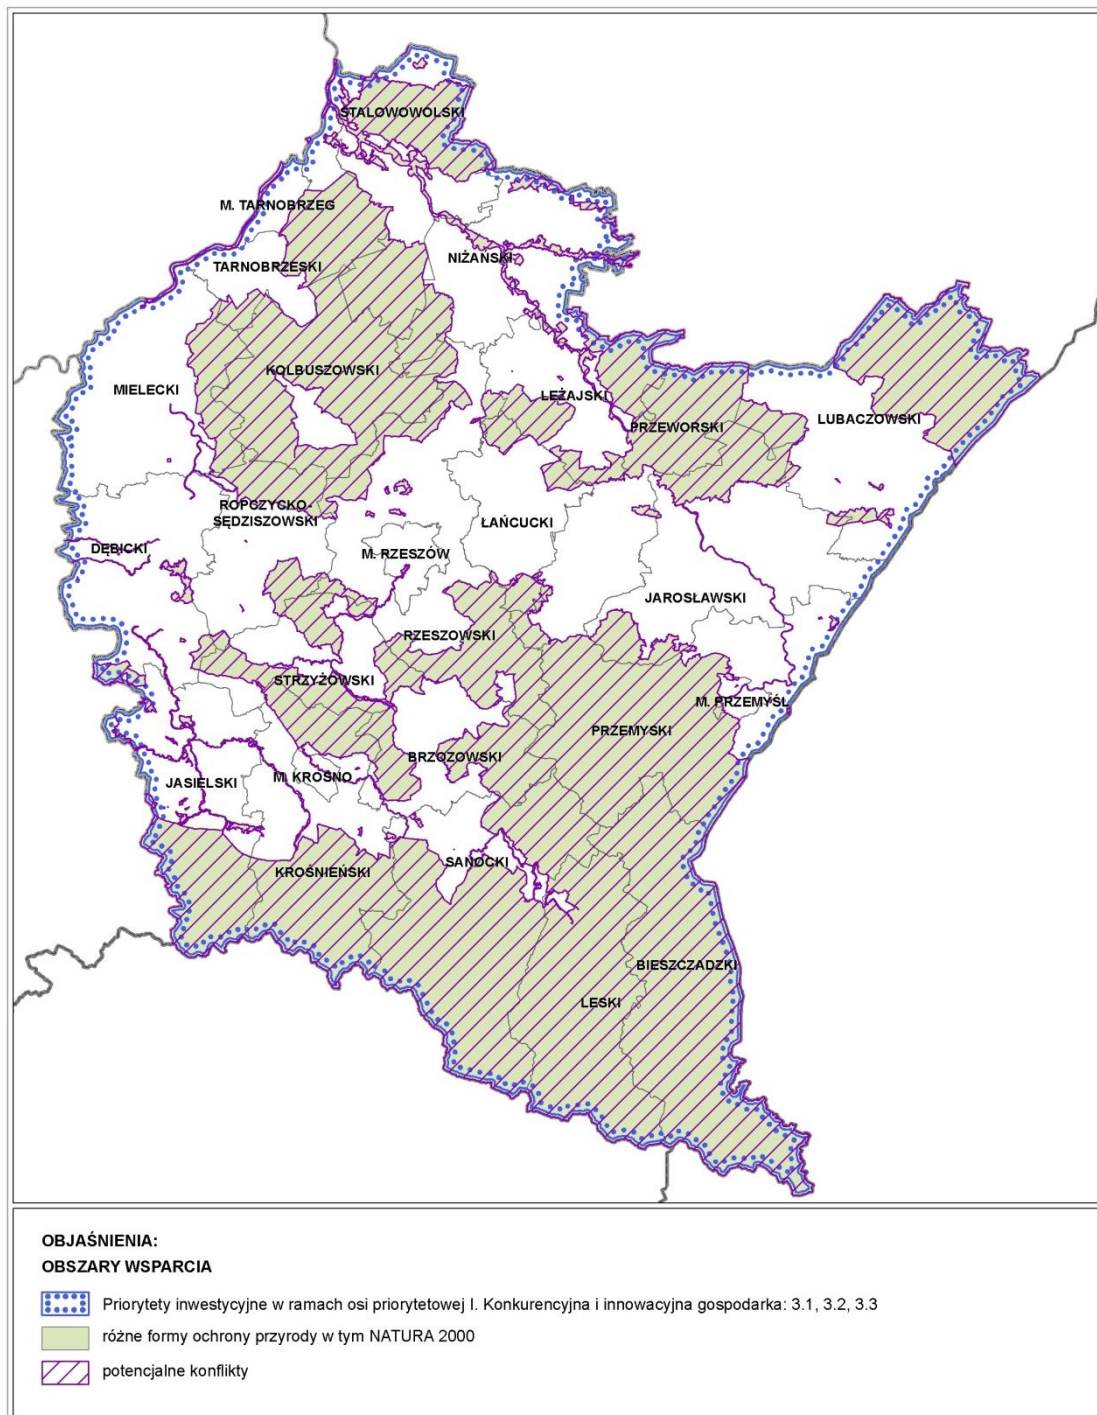 STALOWOWOLSKI
M. TARNOBRZEG
NIŻAŃSKI
TARNOBRZESKI
KOLBUSZOWSKI
MIELECKI
LEŻAJSKI
LUBACZOWSKI
PRZEWORSKI
ROPCZYCKO-
SĘDZISZOWSKI
ŁAŃCUCKI
DĘBICKI
M. RZESZÓW
JAROSŁAWSKI
RZESZOWSKI
STRZYŻOWSKI
M. PRZEMYŚL
PRZEMYSKI
BRZOZOWSKI
M. KROSNO
JASIELSKI
SANOCKI
KROŚNIEŃSKI
BIESZCZADZKI
LESKI
OBJAŚNIENIA:
OBSZARY WSPARCIA
Priorytety inwestycyjne w ramach osi priorytetowej I. Konkurencyjna i innowacyjna gospodarka: 3.1, 3.2, 3.3
różne formy ochrony przyrody w tym NATURA 2000
potencjalne konflikty